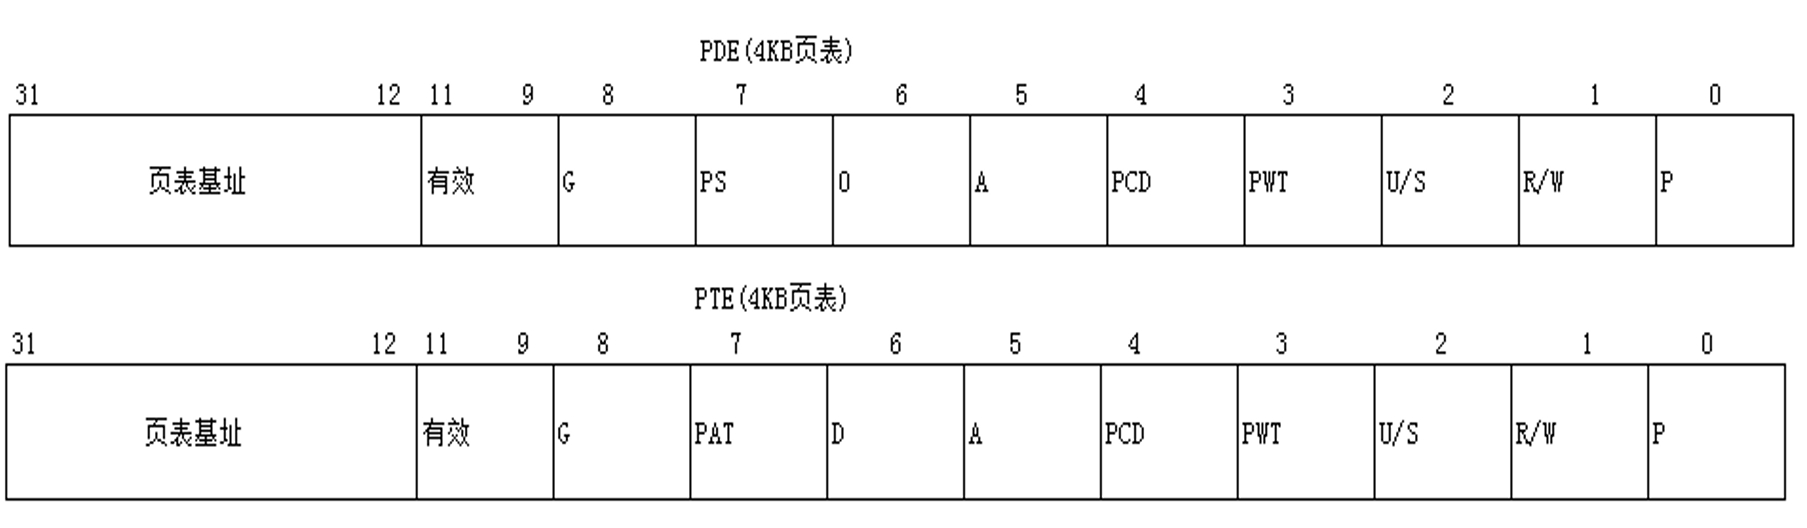 PDE(4KB页表)
31 12 11 9 8 7 6 5 4 3 2 1 0
页表基址 有效 G PS 0 A PCD PWT U/S R/W P
PTE(4KB页表)
31 12 11 9 8 7 6 5 4 3 2 1 0
页表基址 有效 G PAT D A PCD PWT U/S R/W P